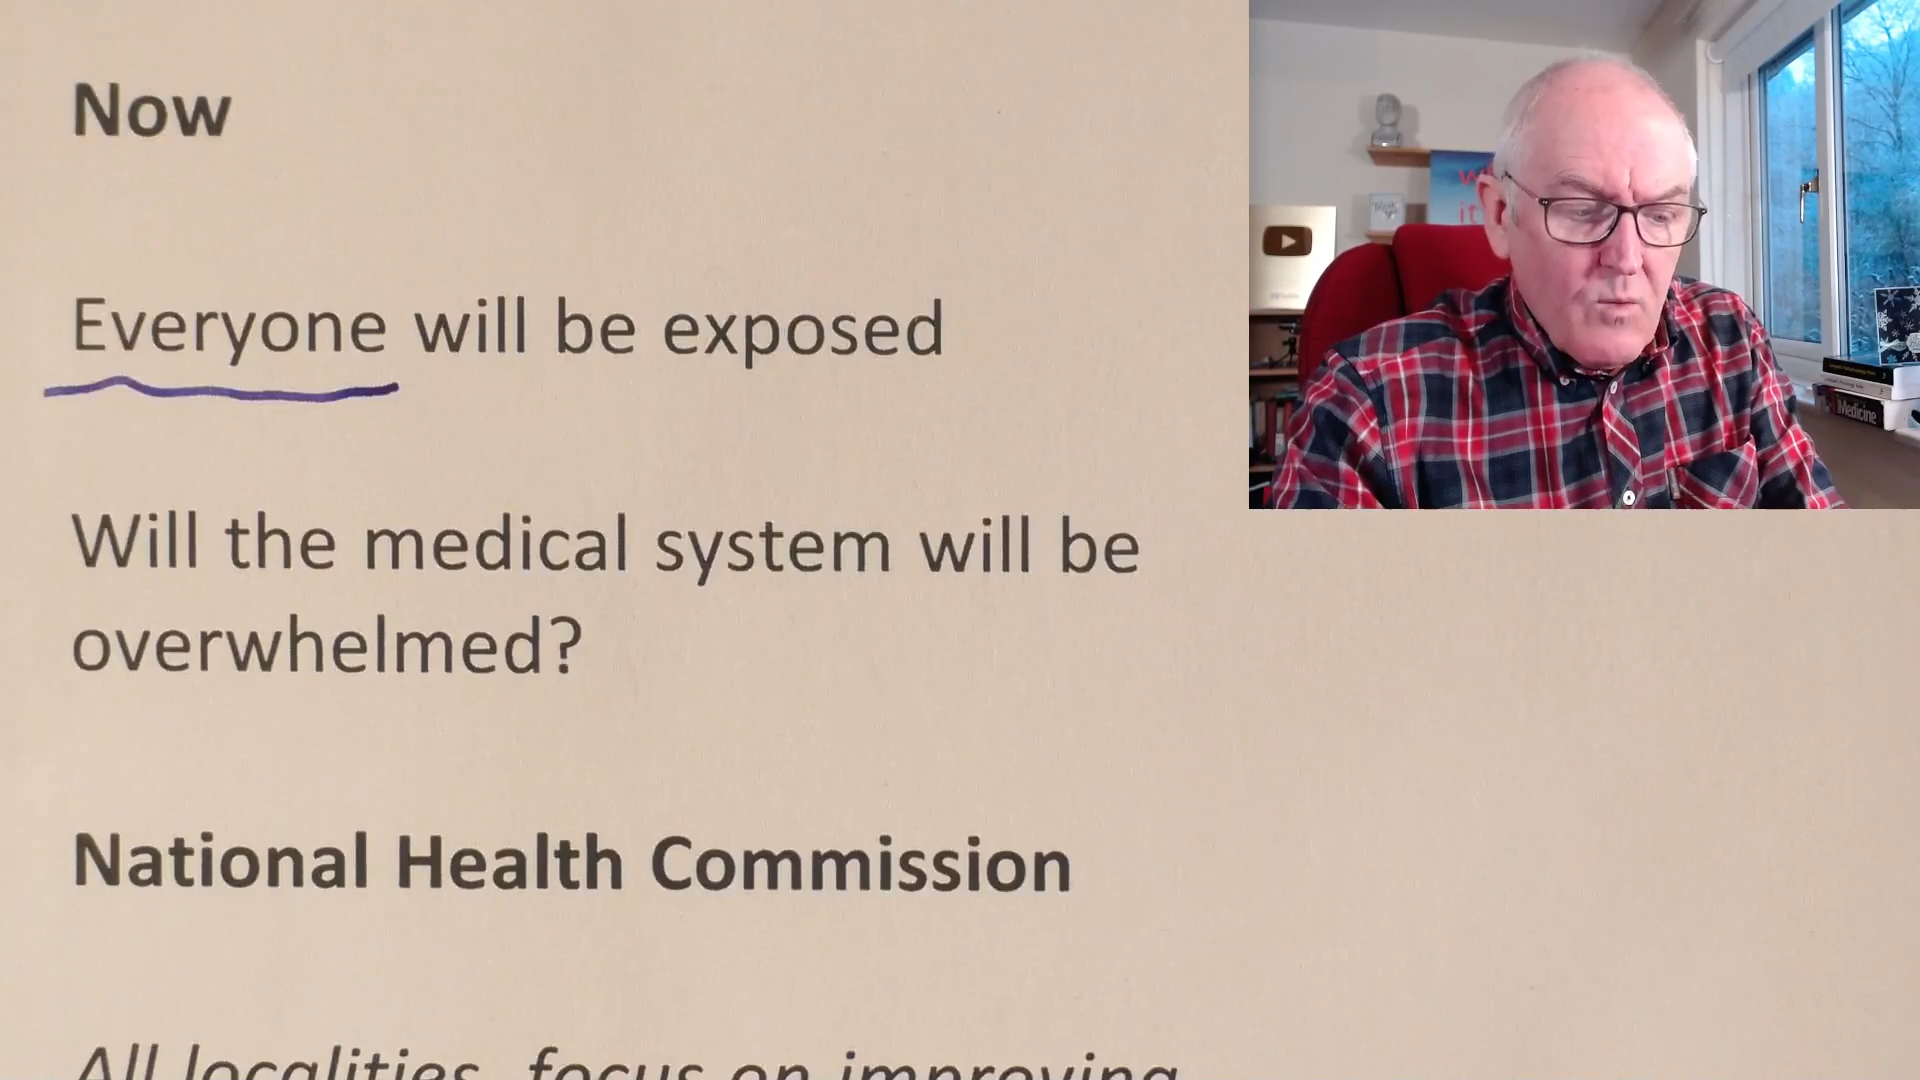 Now
Everyone will be exposed
Will the medical system will be
overwhelmed?
National Health Commission
All localities, focus on improving
Medicine